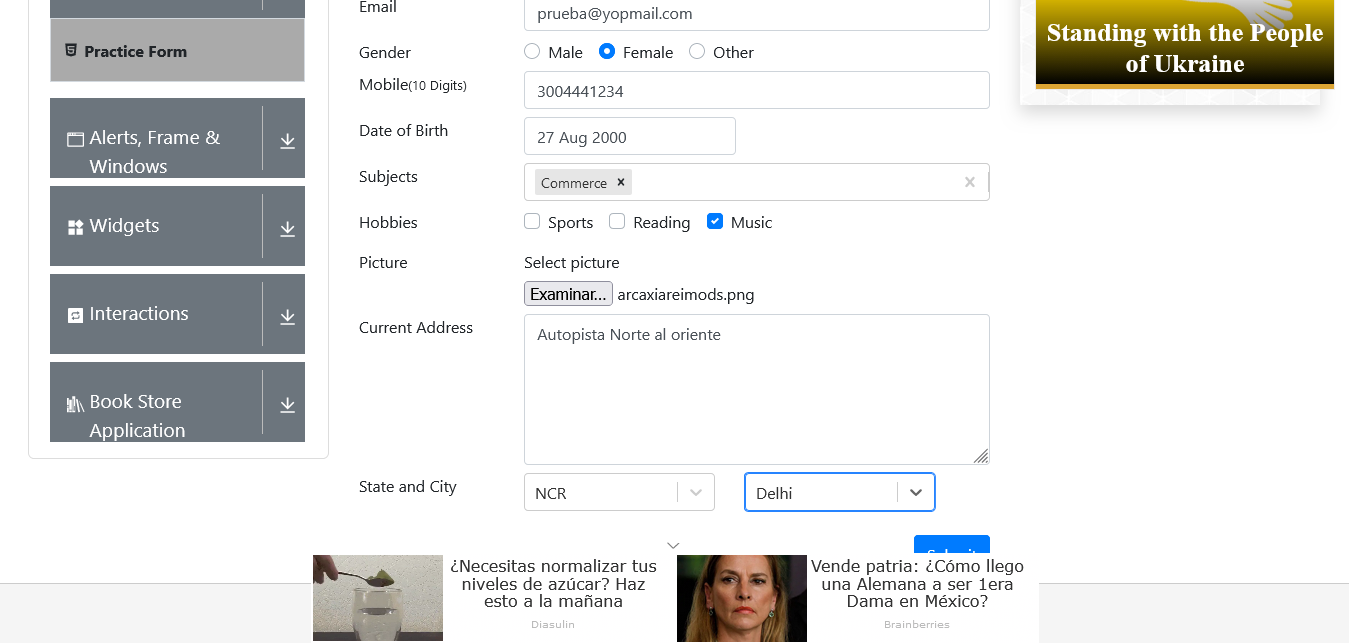 Email
prueba@yopmail.com
Practice Form
Standing with the People
of Ukraine
Gender
Male
Female
Other
Mobile(10 Digits)
3004441234
Alerts, Frame &
Windows
Date of Birth
27 Aug 2000
Subjects
Commerce ×
Widgets
Hobbies
Sports
Reading
Music
Picture
Select picture
Examinar... arcaxiareimods.png
Interactions
Current Address
Autopista Norte al oriente
Book Store
Application
State and City
NCR
Delhi
Submit
¿Necesitas normalizar tus
niveles de azúcar? Haz
esto a la mañana
Diasulin
Vende patria: ¿Cómo llego
una Alemana a ser 1era
Dama en México?
Brainberries